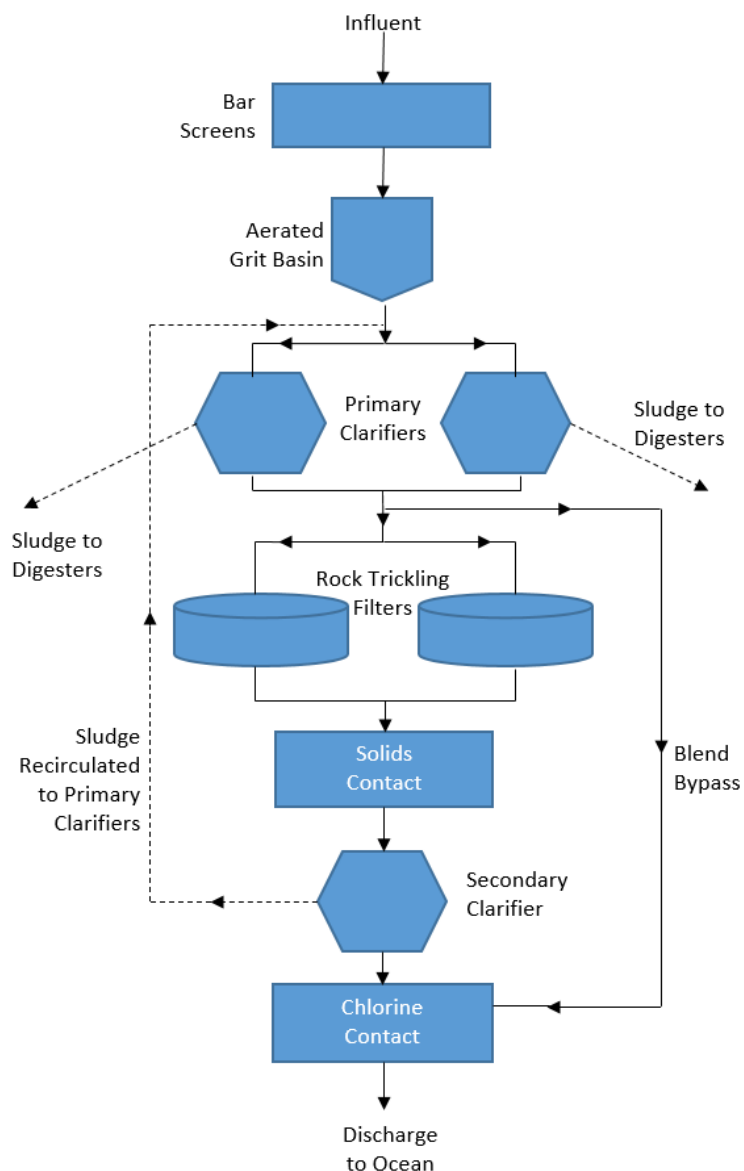 Influent
Bar
Screens
Aerated
Grit Basin
Primary
Clarifiers
Sludge to
Digesters
Sludge to
Digesters
Rock Trickling
Filters
Solids
Contact
Sludge
Recirculated
to Primary
Clarifiers
Blend
Bypass
Secondary
Clarifier
Chlorine
Contact
Discharge
to Ocean